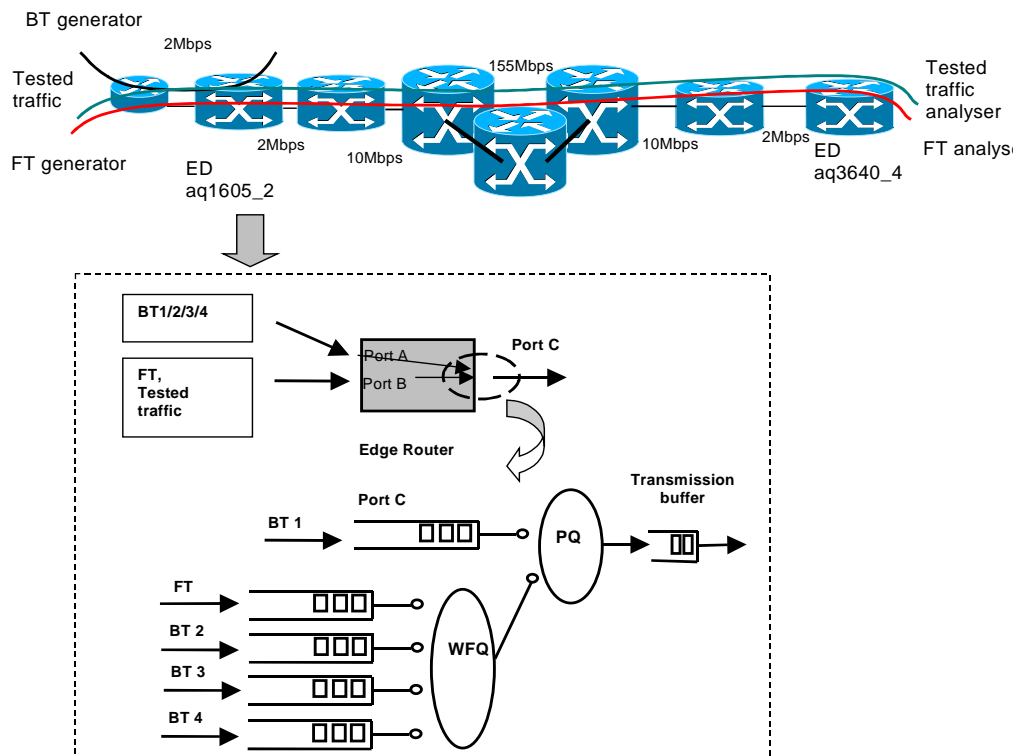 BT generator
2Mbps
155Mbps
Tested
traffic
Tested
traffic
analyser
FT generator
2Mbps
10Mbps
10Mbps
2Mbps
FT analyse
ED
aq1605_2
ED
aq3640_4
BT1/2/3/4
FT,
Tested
traffic
Port A
Port B
Port C
Edge Router
Port C
Transmission
buffer
BT 1
PQ
FT
BT 2
WFQ
BT 3
BT 4